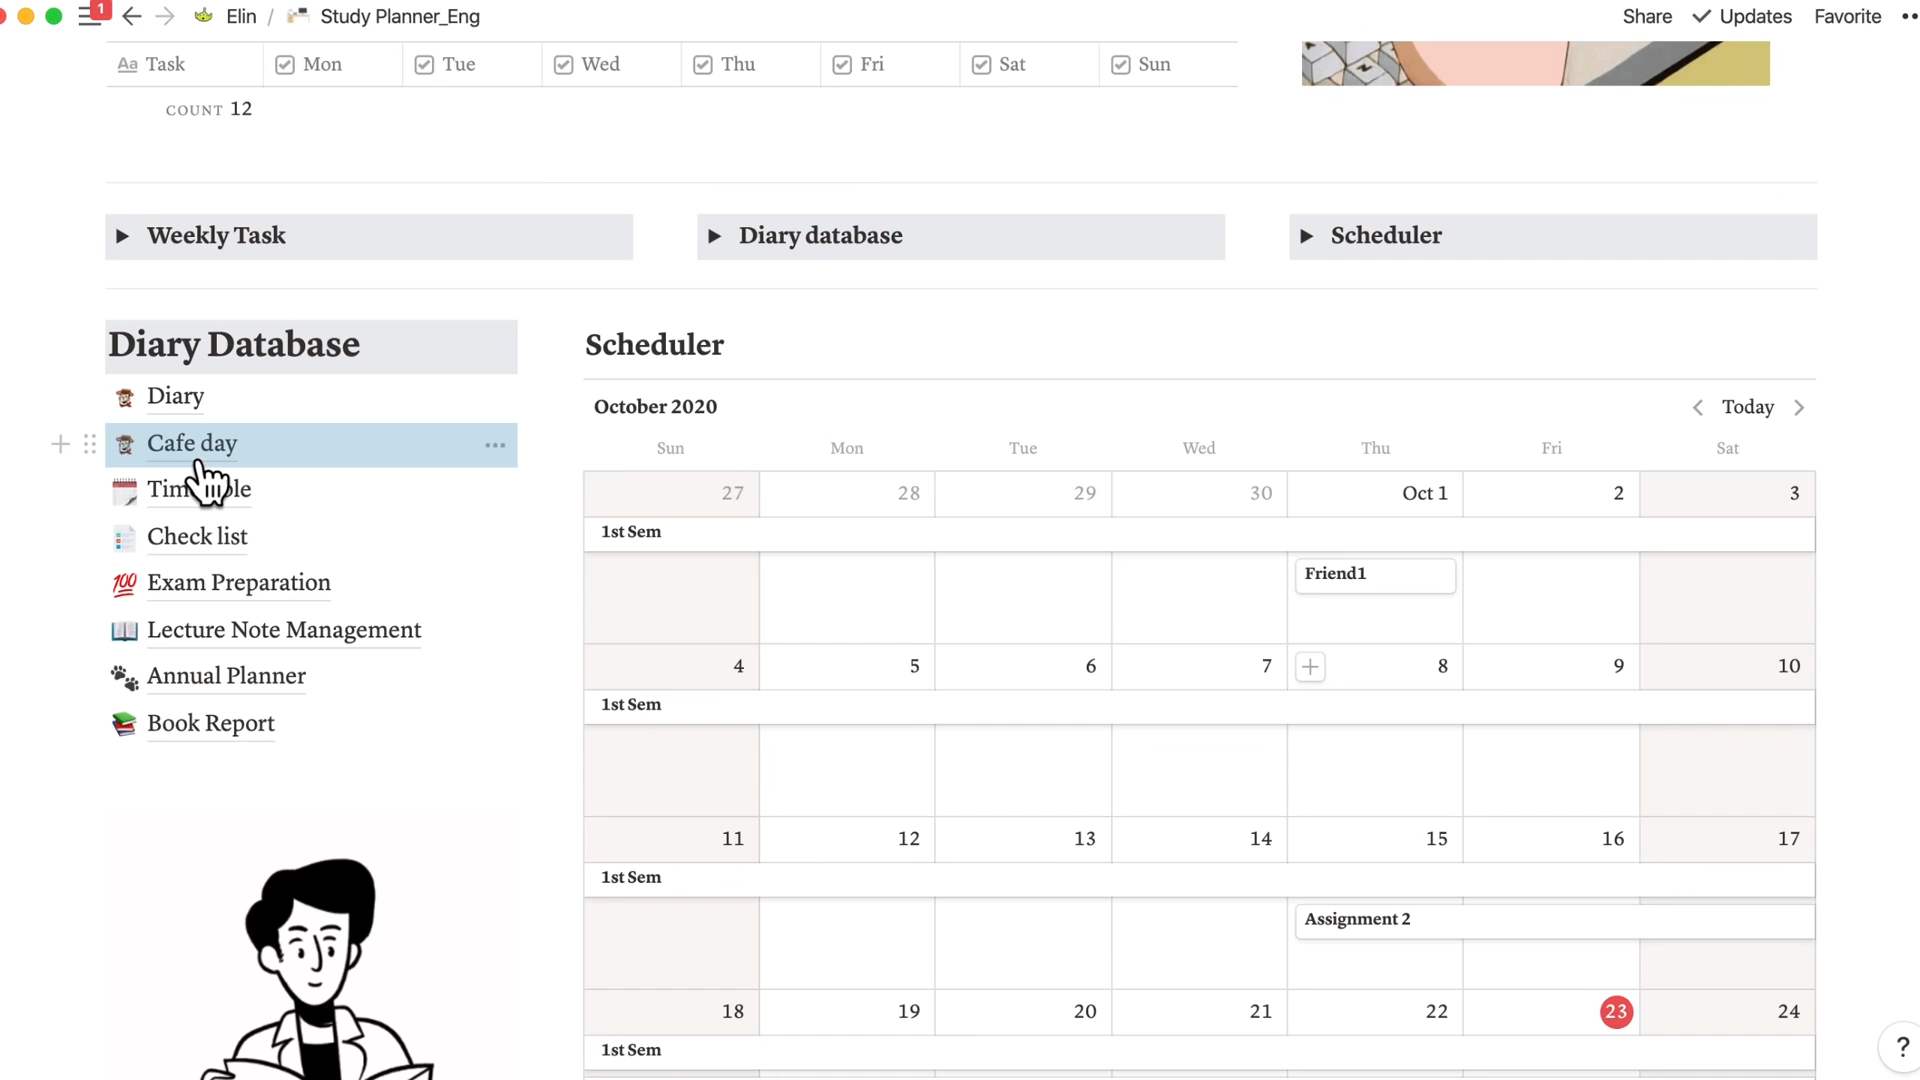 1
Elin / Study Planner_Eng
Share
Updates
Favorite
Aa Task
Mon
Tue
Wed
Thu
Fri
Sat
Sun
COUNT 12
Weekly Task
Diary database
Scheduler
Diary Database
Diary
Cafe day
Check list
100
Exam Preparation
Lecture Note Management
Annual Planner
Book Report
Scheduler
October 2020
Today
Sun Mon Tue Wed Thu Fri Sat
27 28 29 30 Oct 1 2 3
1st Sem
Friend1
4 5 6 7 8 9 10
1st Sem
11 12 13 14 15 16 17
1st Sem
Assignment 2
18 19 20 21 22 23 24
1st Sem
?